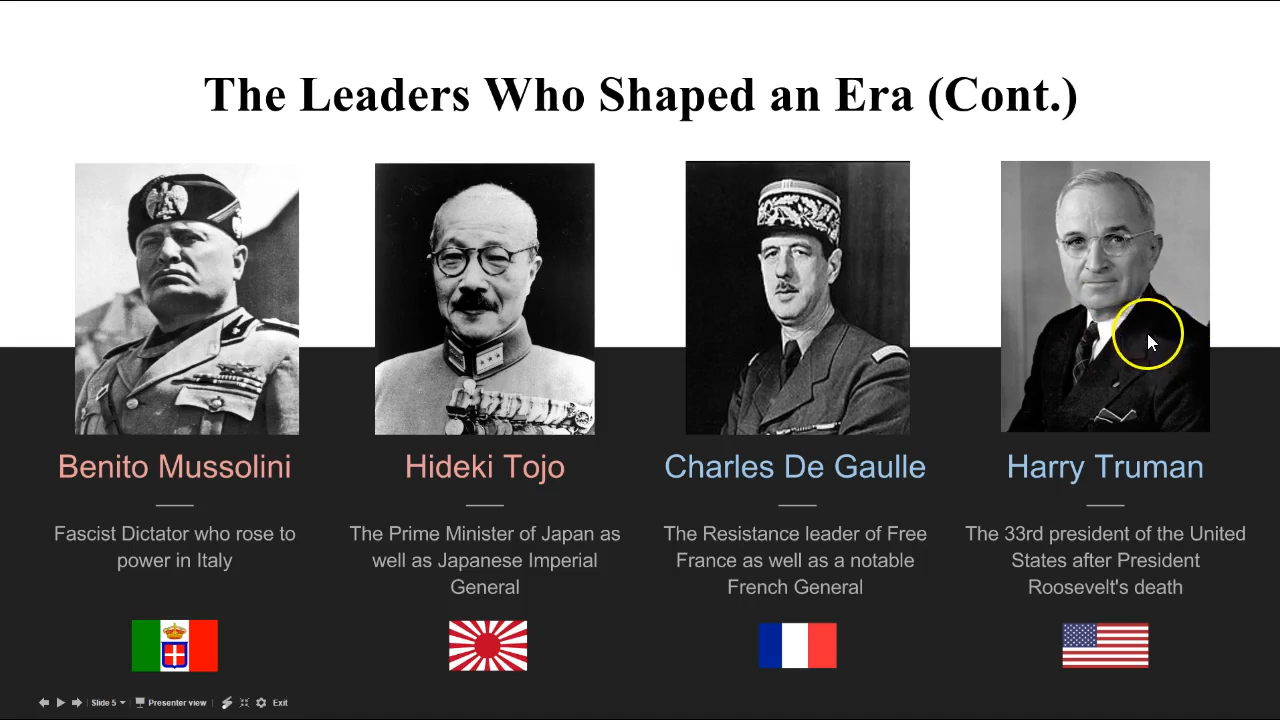 The Leaders Who Shaped an Era (Cont.)
Benito Mussolini
Fascist Dictator who rose to
power in Italy
Hideki Tojo
The Prime Minister of Japan as
well as Japanese Imperial
General
Charles De Gaulle
The Resistance leader of Free
France as well as a notable
French General
Harry Truman
The 33rd president of the United
States after President
Roosevelt's death
Slide 5 Presenter view Exit